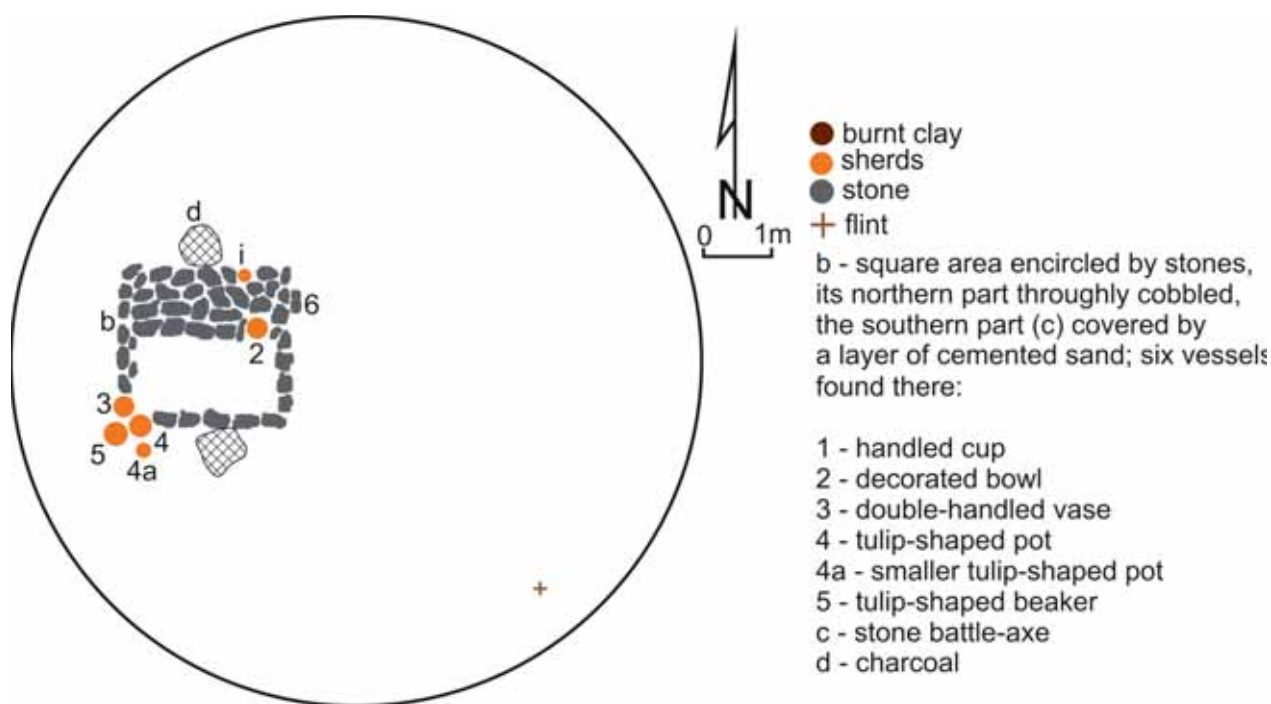 d
i
b
6
2
3
4
5
4a
N
0 1m
burnt clay
sherds
stone
flint
b - square area encircled by stones,
its northern part throughly cobbled,
the southern part (c) covered by
a layer of cemented sand; six vessels
found there:
1 - handled cup
2 - decorated bowl
3 - double-handled vase
4 - tulip-shaped pot
4a - smaller tulip-shaped pot
5 - tulip-shaped beaker
c - stone battle-axe
d - charcoal